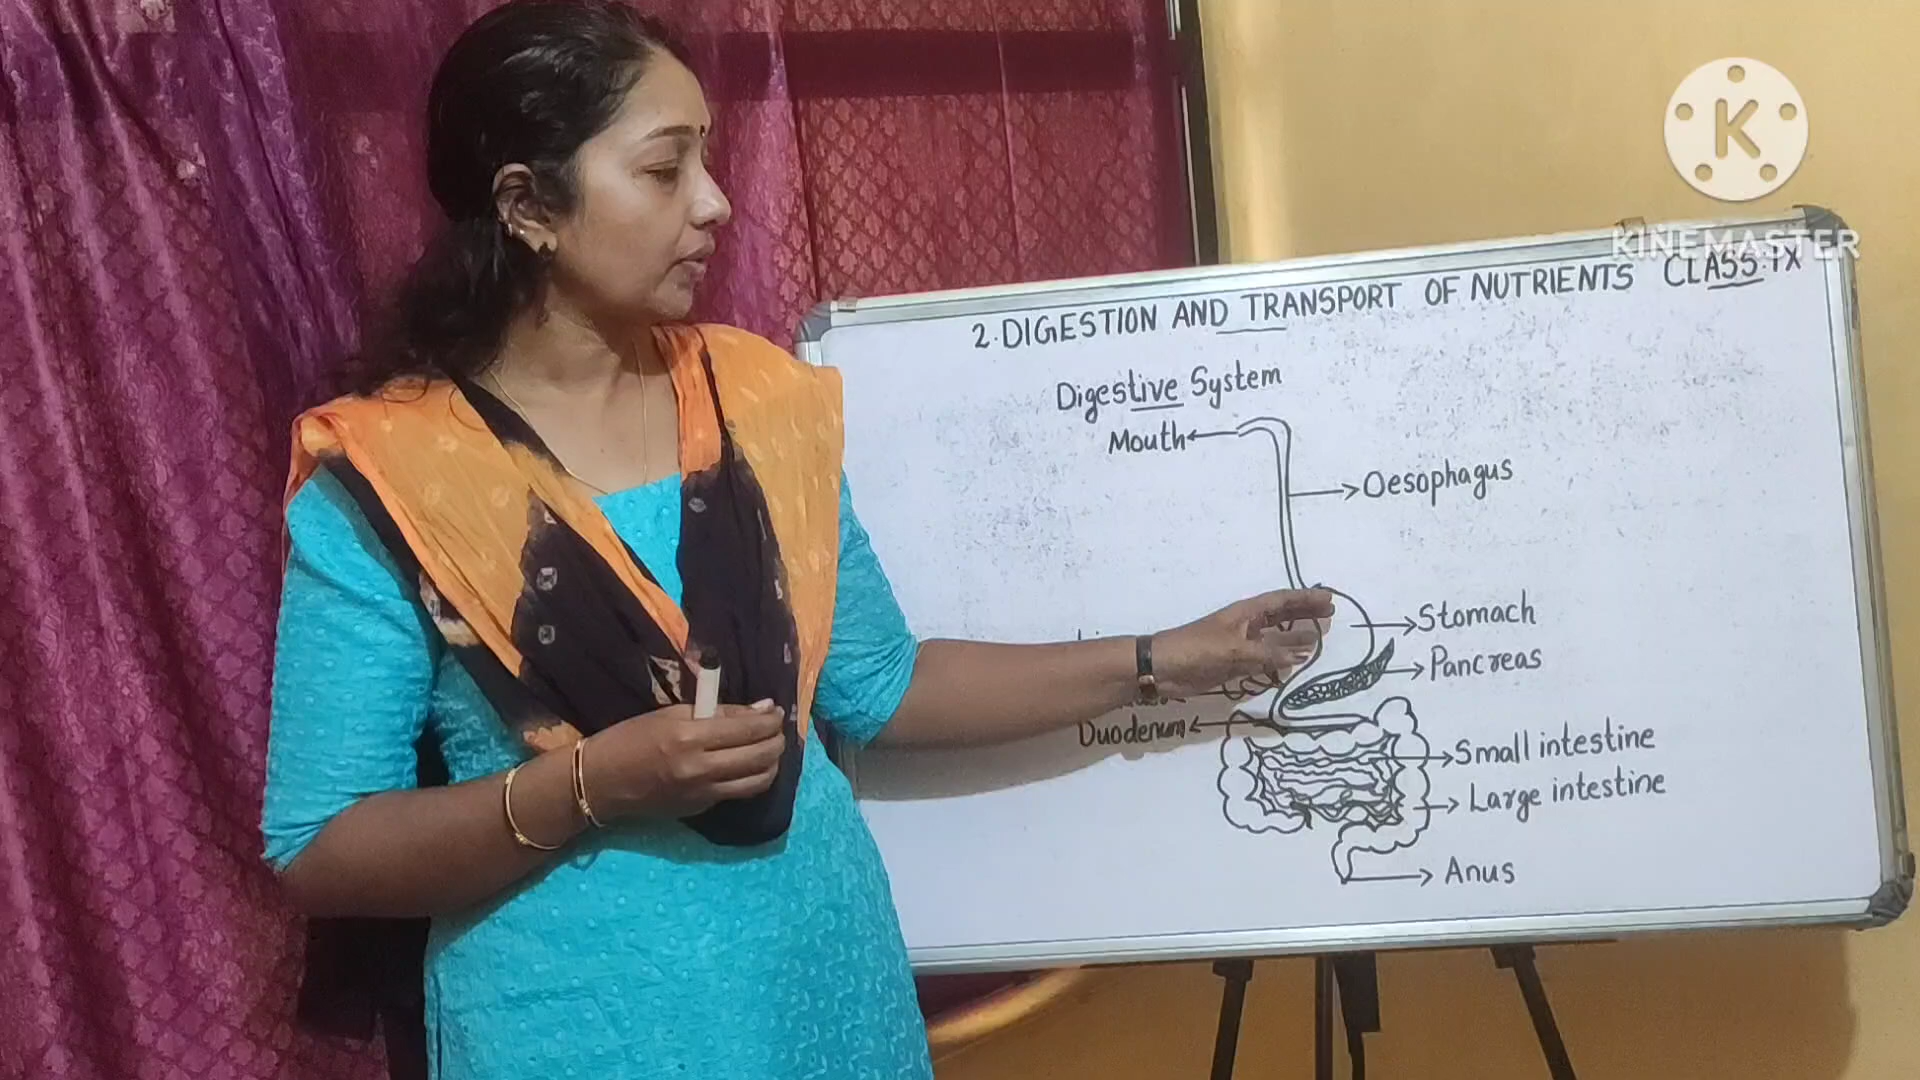 K
KINEMASTER
2. DIGESTION AND TRANSPORT OF NUTRIENTS CLASS: IX
Digestive System
Mouth
Oesophagus
Stomach
Pancreas
Duodenum
Small intestine
Large intestine
Anus